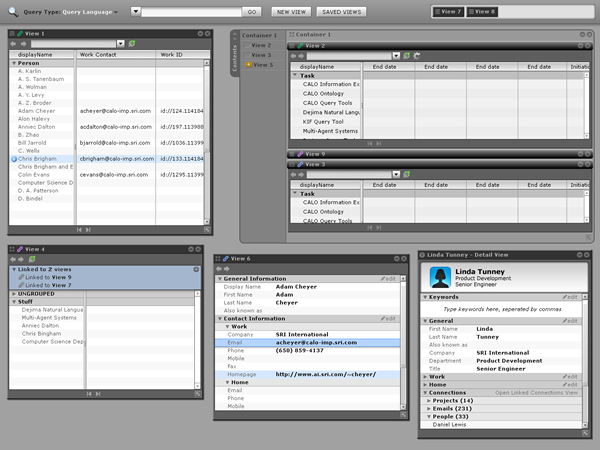 Query Type: Query Language
GO
NEW VIEW
SAVED VIEWS
View 7
View 8
View 1
displayName Work Contact Work ID
Person
A. Karlin
A. S. Tanenbaum
A. Wolman
A. Y. Levy
A. Z. Broder
Adam Cheyer acheyer@calo-imp.sri.com id://124.114184
Alon Halevy
Anniec Dalton acdalton@calo-imp.sri.com id://197.113988
B. Zhao
Bill Jarrold bjarrold@calo-imp.sri.com id://1036.11399
C. Wells
Chris Brigham cbrigham@calo-imp.sri.com id://133.114184
Chris Brigham and E
Colin Evans cevans@calo-imp.sri.com id://1295.11399
Computer Science D
D. A. Patterson
D. Bindel
Contents
View 2
View 3
View 5
Container 1
View 2
displayName End date End date End date End date Initiatio
Task
CALO Information Ex
CALO Ontology
CALO Query Tools
Dejima Natural Langu
KIF Query Tool
Multi-Agent Systems
View 9
View 3
displayName End date End date End date End date Initiatio
Task
CALO Information Ex
CALO Ontology
CALO Query Tools
View 4
Linked to 2 views
Linked to View 9
Linked to View 7
UNGROUPED
Stuff
Dejima Natural Langua
Multi-Agent Systems
Anniec Dalton
Chris Brigham
Computer Science Dep
View 6
General Information edit
Display Name Adam Cheyer
First Name Adam
Last Name Cheyer
Also known as
Contact Information edit
Work
Company SRI International
Email acheyer@calo-imp.sri.com
Phone (650) 859-4137
Mobile
Fax
Homepage http://www.ai.sri.com/~cheyer/
Home
Email
Phone
Mobile
Linda Tunney - Detail View
Linda Tunney
Product Development
Senior Engineer
Keywords edit
Type keywords here, seperated by commas
General edit
First Name Linda
Last Name Tunney
Also known as
Company SRI International
Department Product Development
Title Senior Engineer
Work edit
Home edit
Connections Open Linked Connections View
Projects (14)
Emails (231)
People (33)
Daniel Lewis